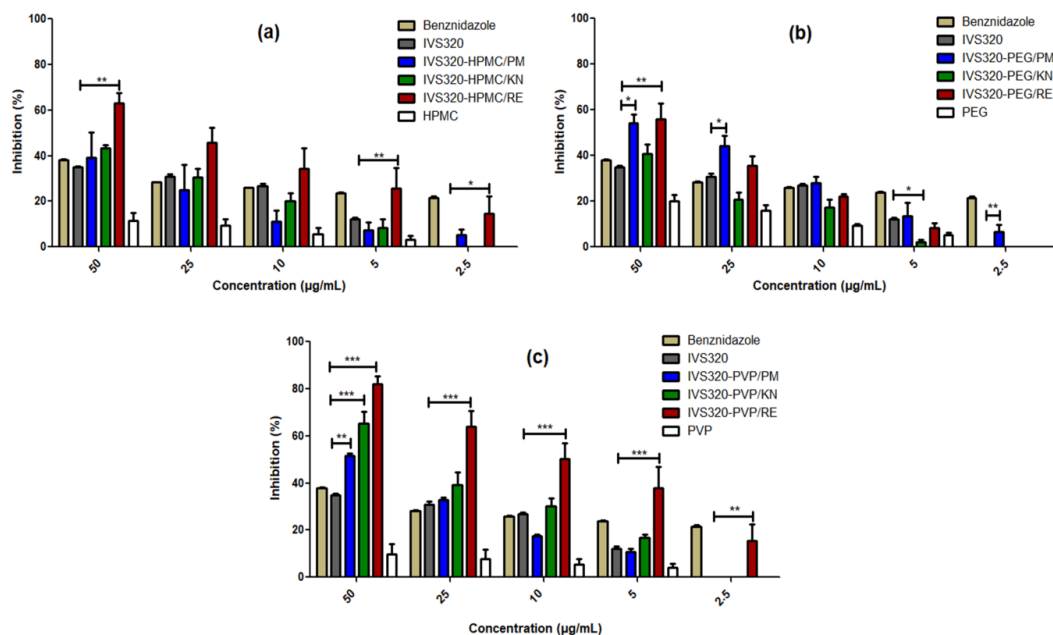 (a)
Benznidazole
IVS320
IVS320-HPMC/PM
IVS320-HPMC/KN
IVS320-HPMC/RE
HPMC
Inhibition (%)
100
80
60
40
20
0
**
**
*
50
25
10
5
2.5
Concentration (µg/mL)
(b)
Benznidazole
IVS320
IVS320-PEG/PM
IVS320-PEG/KN
IVS320-PEG/RE
PEG
Inhibition (%)
100
80
60
40
20
0
**
*
*
*
**
50
25
10
5
2.5
Concentration (µg/mL)
(c)
Benznidazole
IVS320
IVS320-PVP/PM
IVS320-PVP/KN
IVS320-PVP/RE
PVP
Inhibition (%)
100
80
60
40
20
0
***
***
**
***
***
***
**
50
25
10
5
2.5
Concentration (µg/mL)